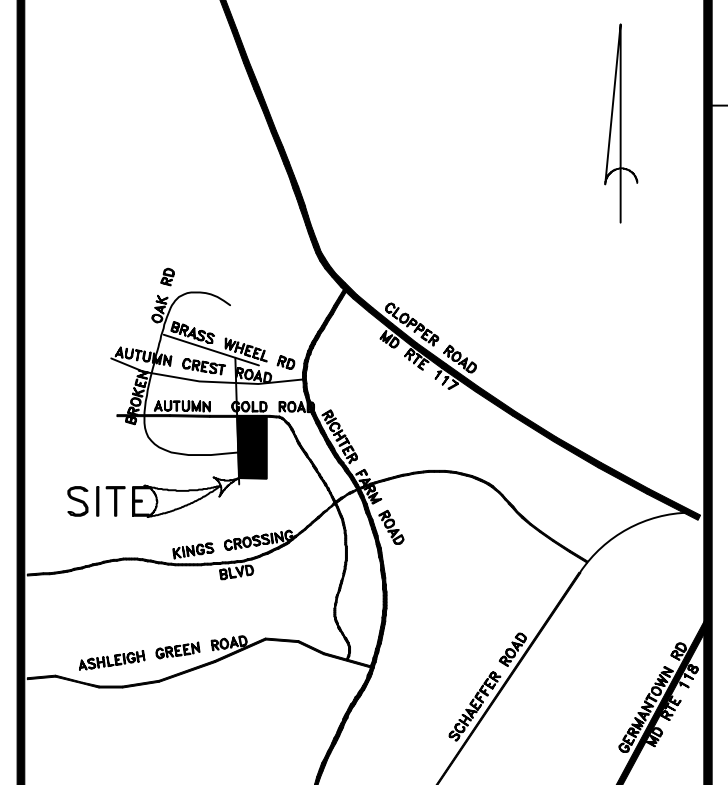 OAK RD
BROKEN
BRASS WHEEL RD
AUTUMN CREST ROAD
AUTUMN GOLD ROAD
CLOPPER ROAD
MD RTE 117
RICHTER FARM ROAD
SITE
KINGS CROSSING
BLVD
ASHLEIGH GREEN ROAD
SCHAEFFER ROAD
GERMANTOWN RD
MD RTE 118